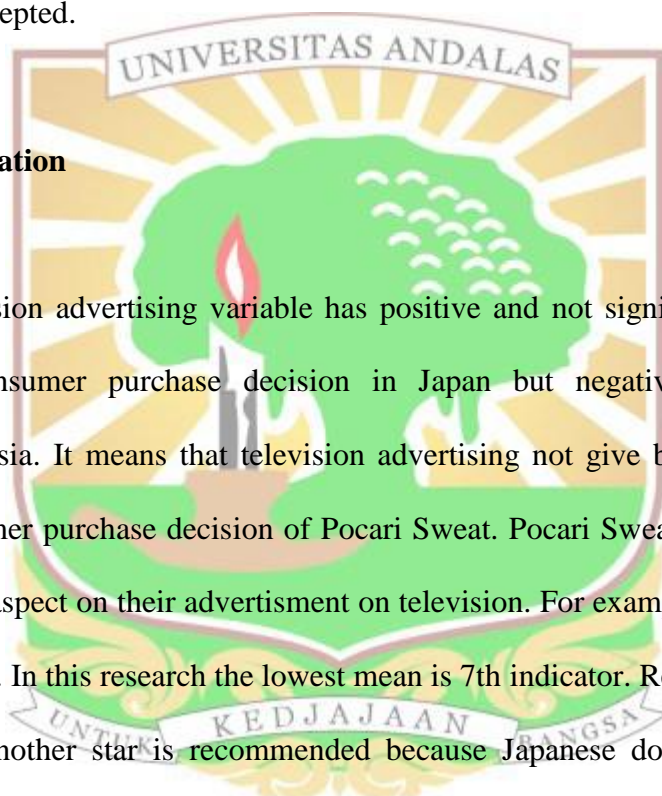 epted.
UNIVERSITAS ANDALAS
ation
sion advertising variable has positive and not signi
nsumer purchase decision in Japan but negativ
sia. It means that television advertising not give b
ner purchase decision of Pocari Sweat. Pocari Swea
aspect on their advertisment on television. For exam
. In this research the lowest mean is 7th indicator. R
UNTUK KEDJAJAAN BANGSA
nother star is recommended because Japanese do